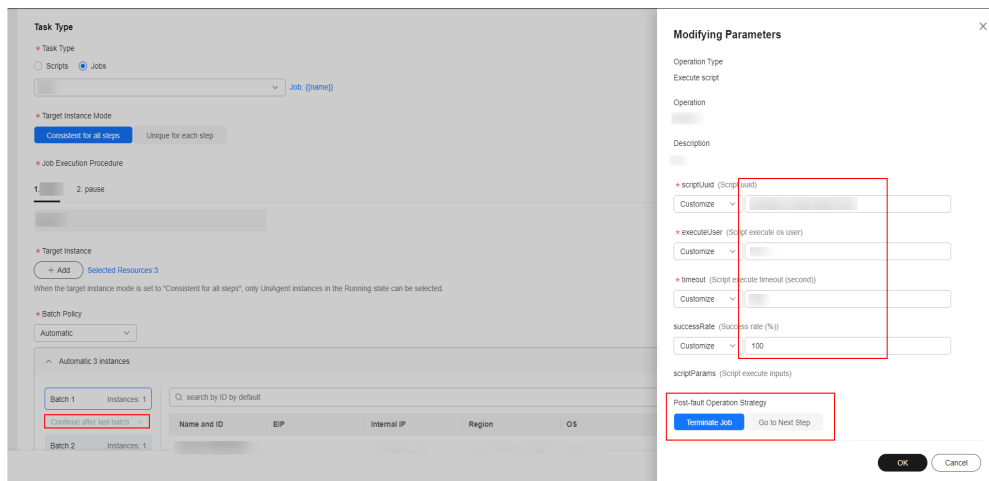 Task Type
* Task Type
Scripts Jobs
Job: {{name}}
* Target Instance Mode
Consistent for all steps Unique for each step
* Job Execution Procedure
1. 2. pause
* Target Instance
+ Add Selected Resources:3
When the target instance mode is set to "Consistent for all steps", only UniAgent instances in the Running state can be selected.
* Batch Policy
Automatic
Automatic 3 instances
Batch 1 Instances: 1
search by ID by default
Continue after last batch
Name and ID EIP Internal IP Region OS
Batch 2 Instances: 1
Modifying Parameters
Operation Type
Execute script
Operation
Description
* scriptUuid (Script uuid)
Customize
* executeUser (Script execute os user)
Customize
* timeout (Script execute timeout (second))
Customize
successRate (Success rate (%))
Customize 100
scriptParams (Script execute inputs)
Post-fault Operation Strategy
Terminate Job Go to Next Step
OK Cancel